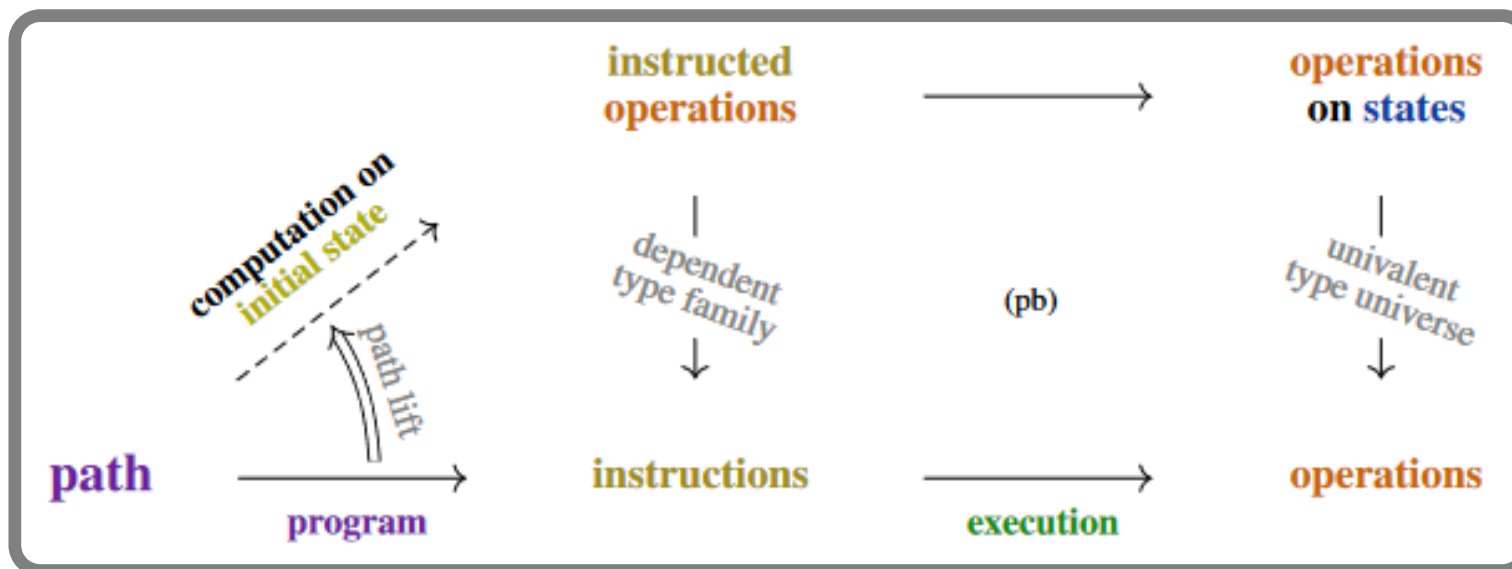 instructed
operations
operations
on states
computation on
initial state
dependent
type family
(pb)
univalent
type universe
path lift
path
instructions
operations
program
execution